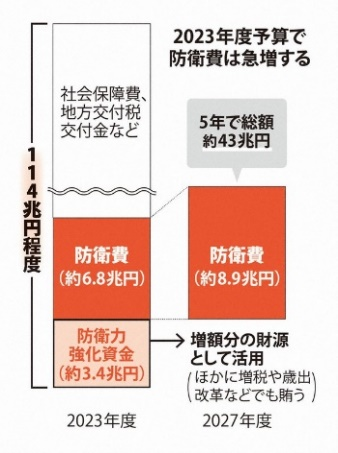 2023年度予算で
防衛費は急増する
社会保障費、
地方交付税
交付金など
5年で総額
約43兆円
114兆円程度
防衛費
(約6.8兆円)
防衛費
(約8.9兆円)
防衛力
強化資金
(約3.4兆円)
増額分の財源
として活用
(ほかに増税や歳出
改革などでも賄う)
2023年度
2027年度